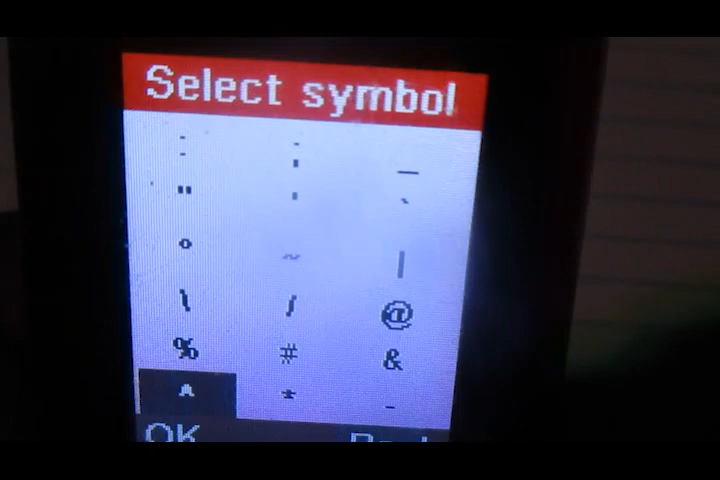 Select symbol
: ; _
" ' `
° ~ |
\ / @
% # &
^ * -
OK